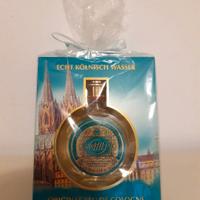 ECHT KÖLNISCH WASSER
4711
ORIGINAL EAU DE COLOGNE